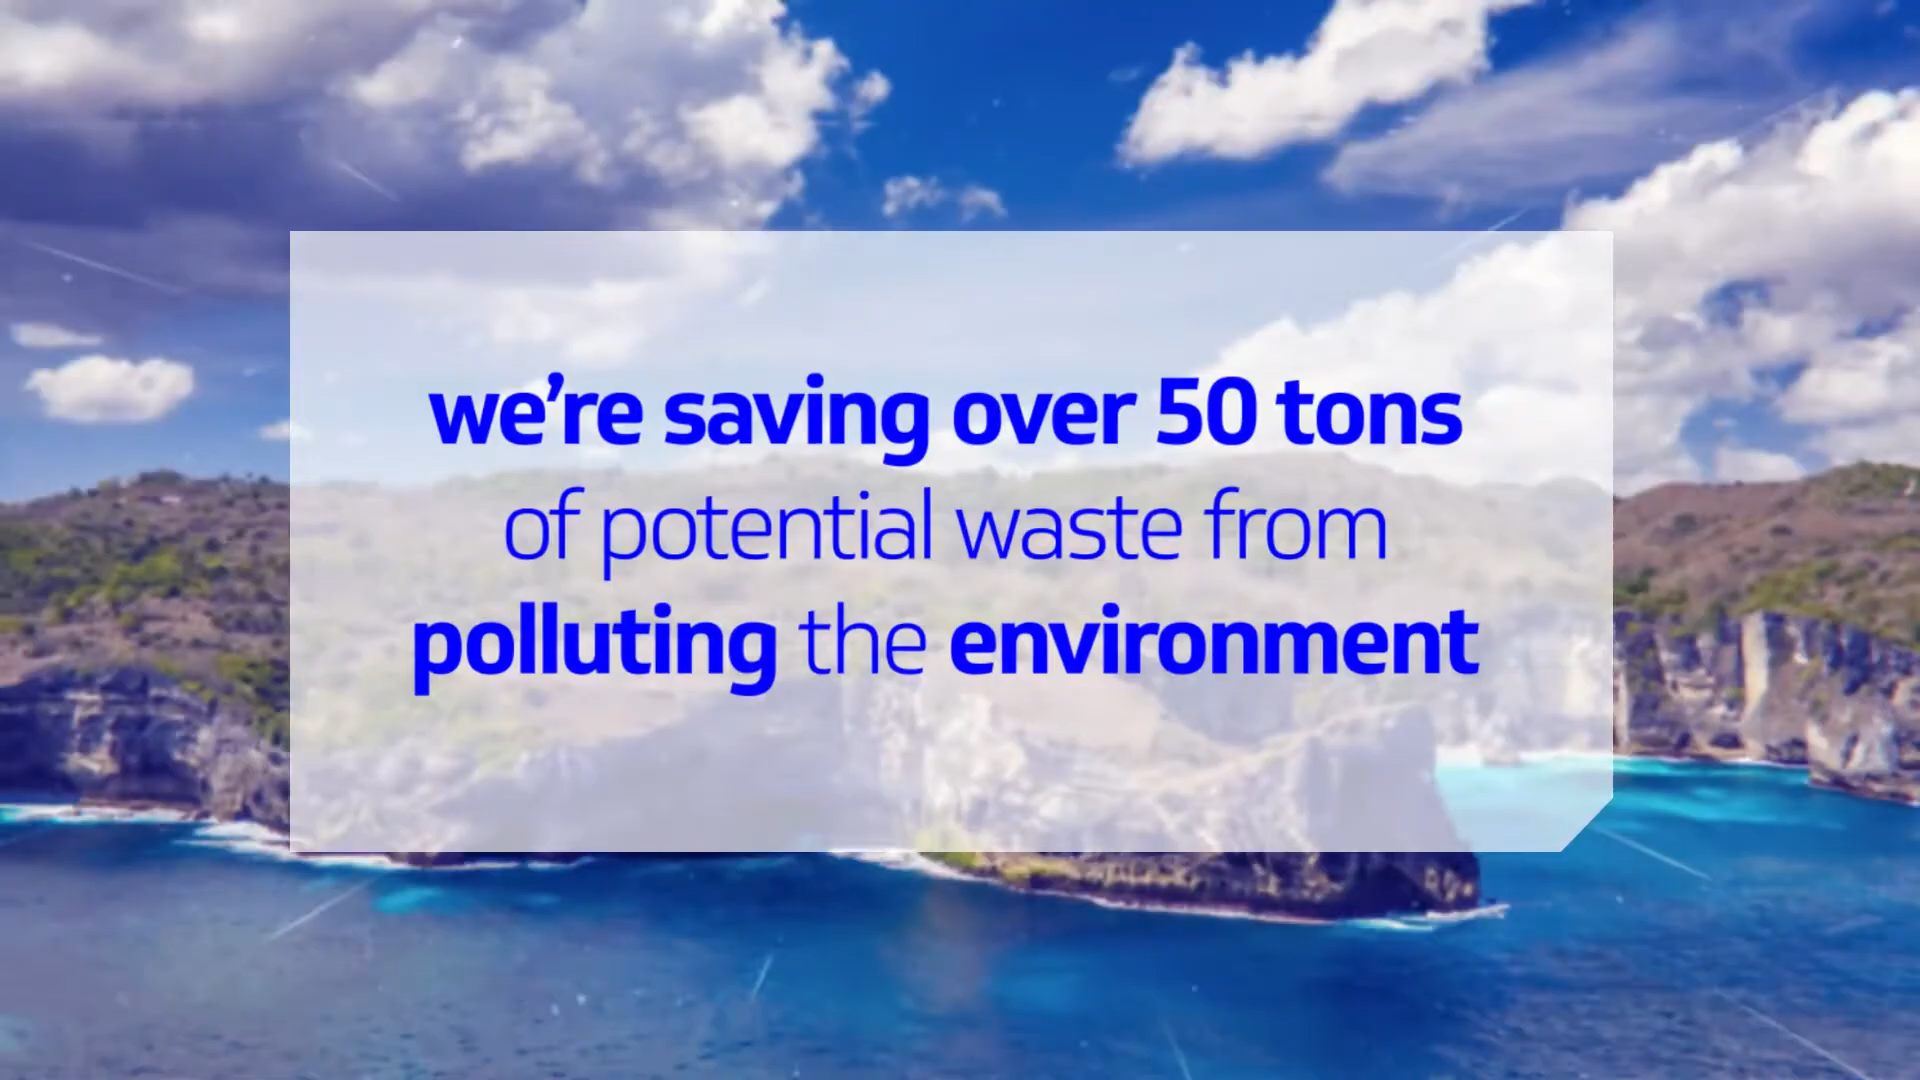 we’re saving over 50 tons
of potential waste from
polluting the environment